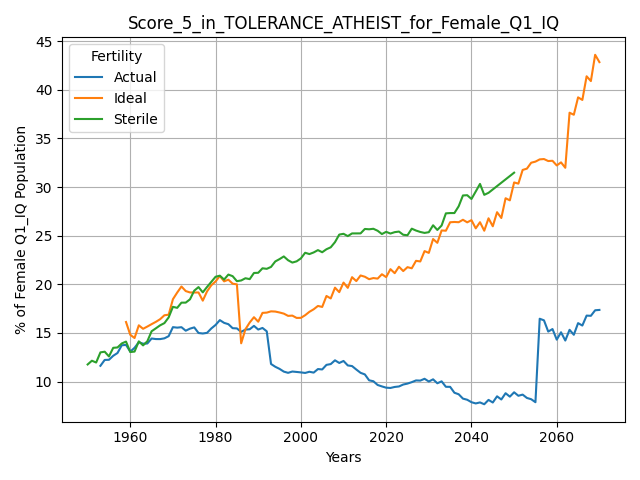 Score_5_in_TOLERANCE_ATHEIST_for_Female_Q1_IQ
% of Female Q1_IQ Population
45
40
35
30
25
20
15
10
Fertility
Actual
Ideal
Sterile
1960 1980 2000 2020 2040 2060
Years